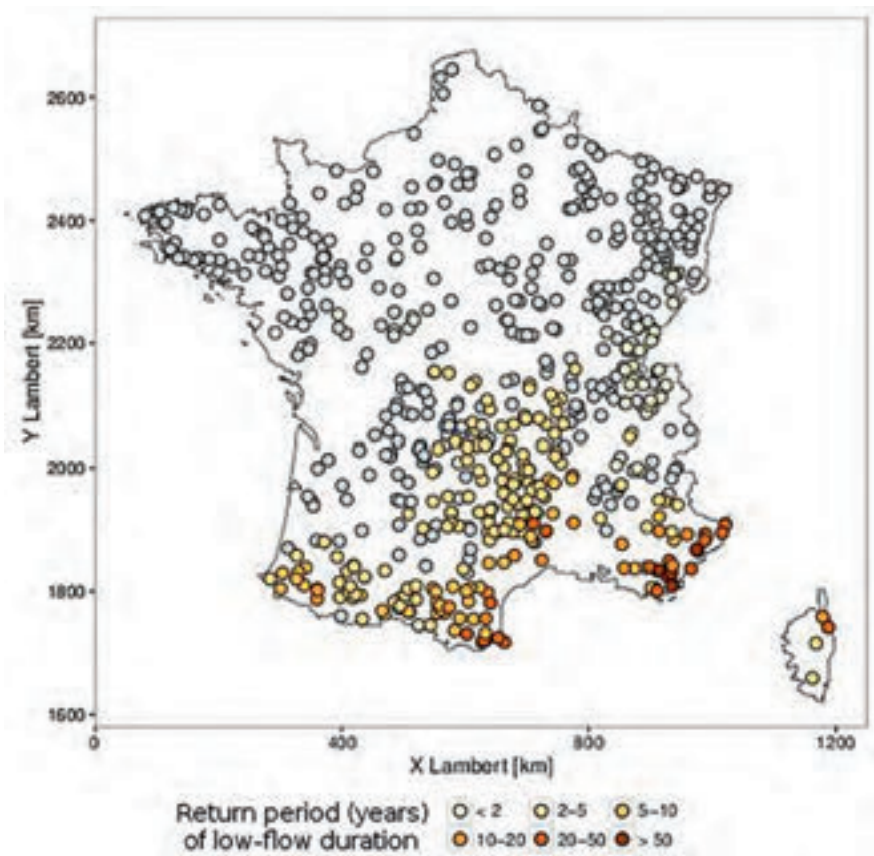 2600
2400
2200
2000
1800
1600
Y Lambert [km]
0 400 800 1200
X Lambert [km]
Return period (years) < 2 2-5 5-10
of low-flow duration 10-20 20-50 > 50